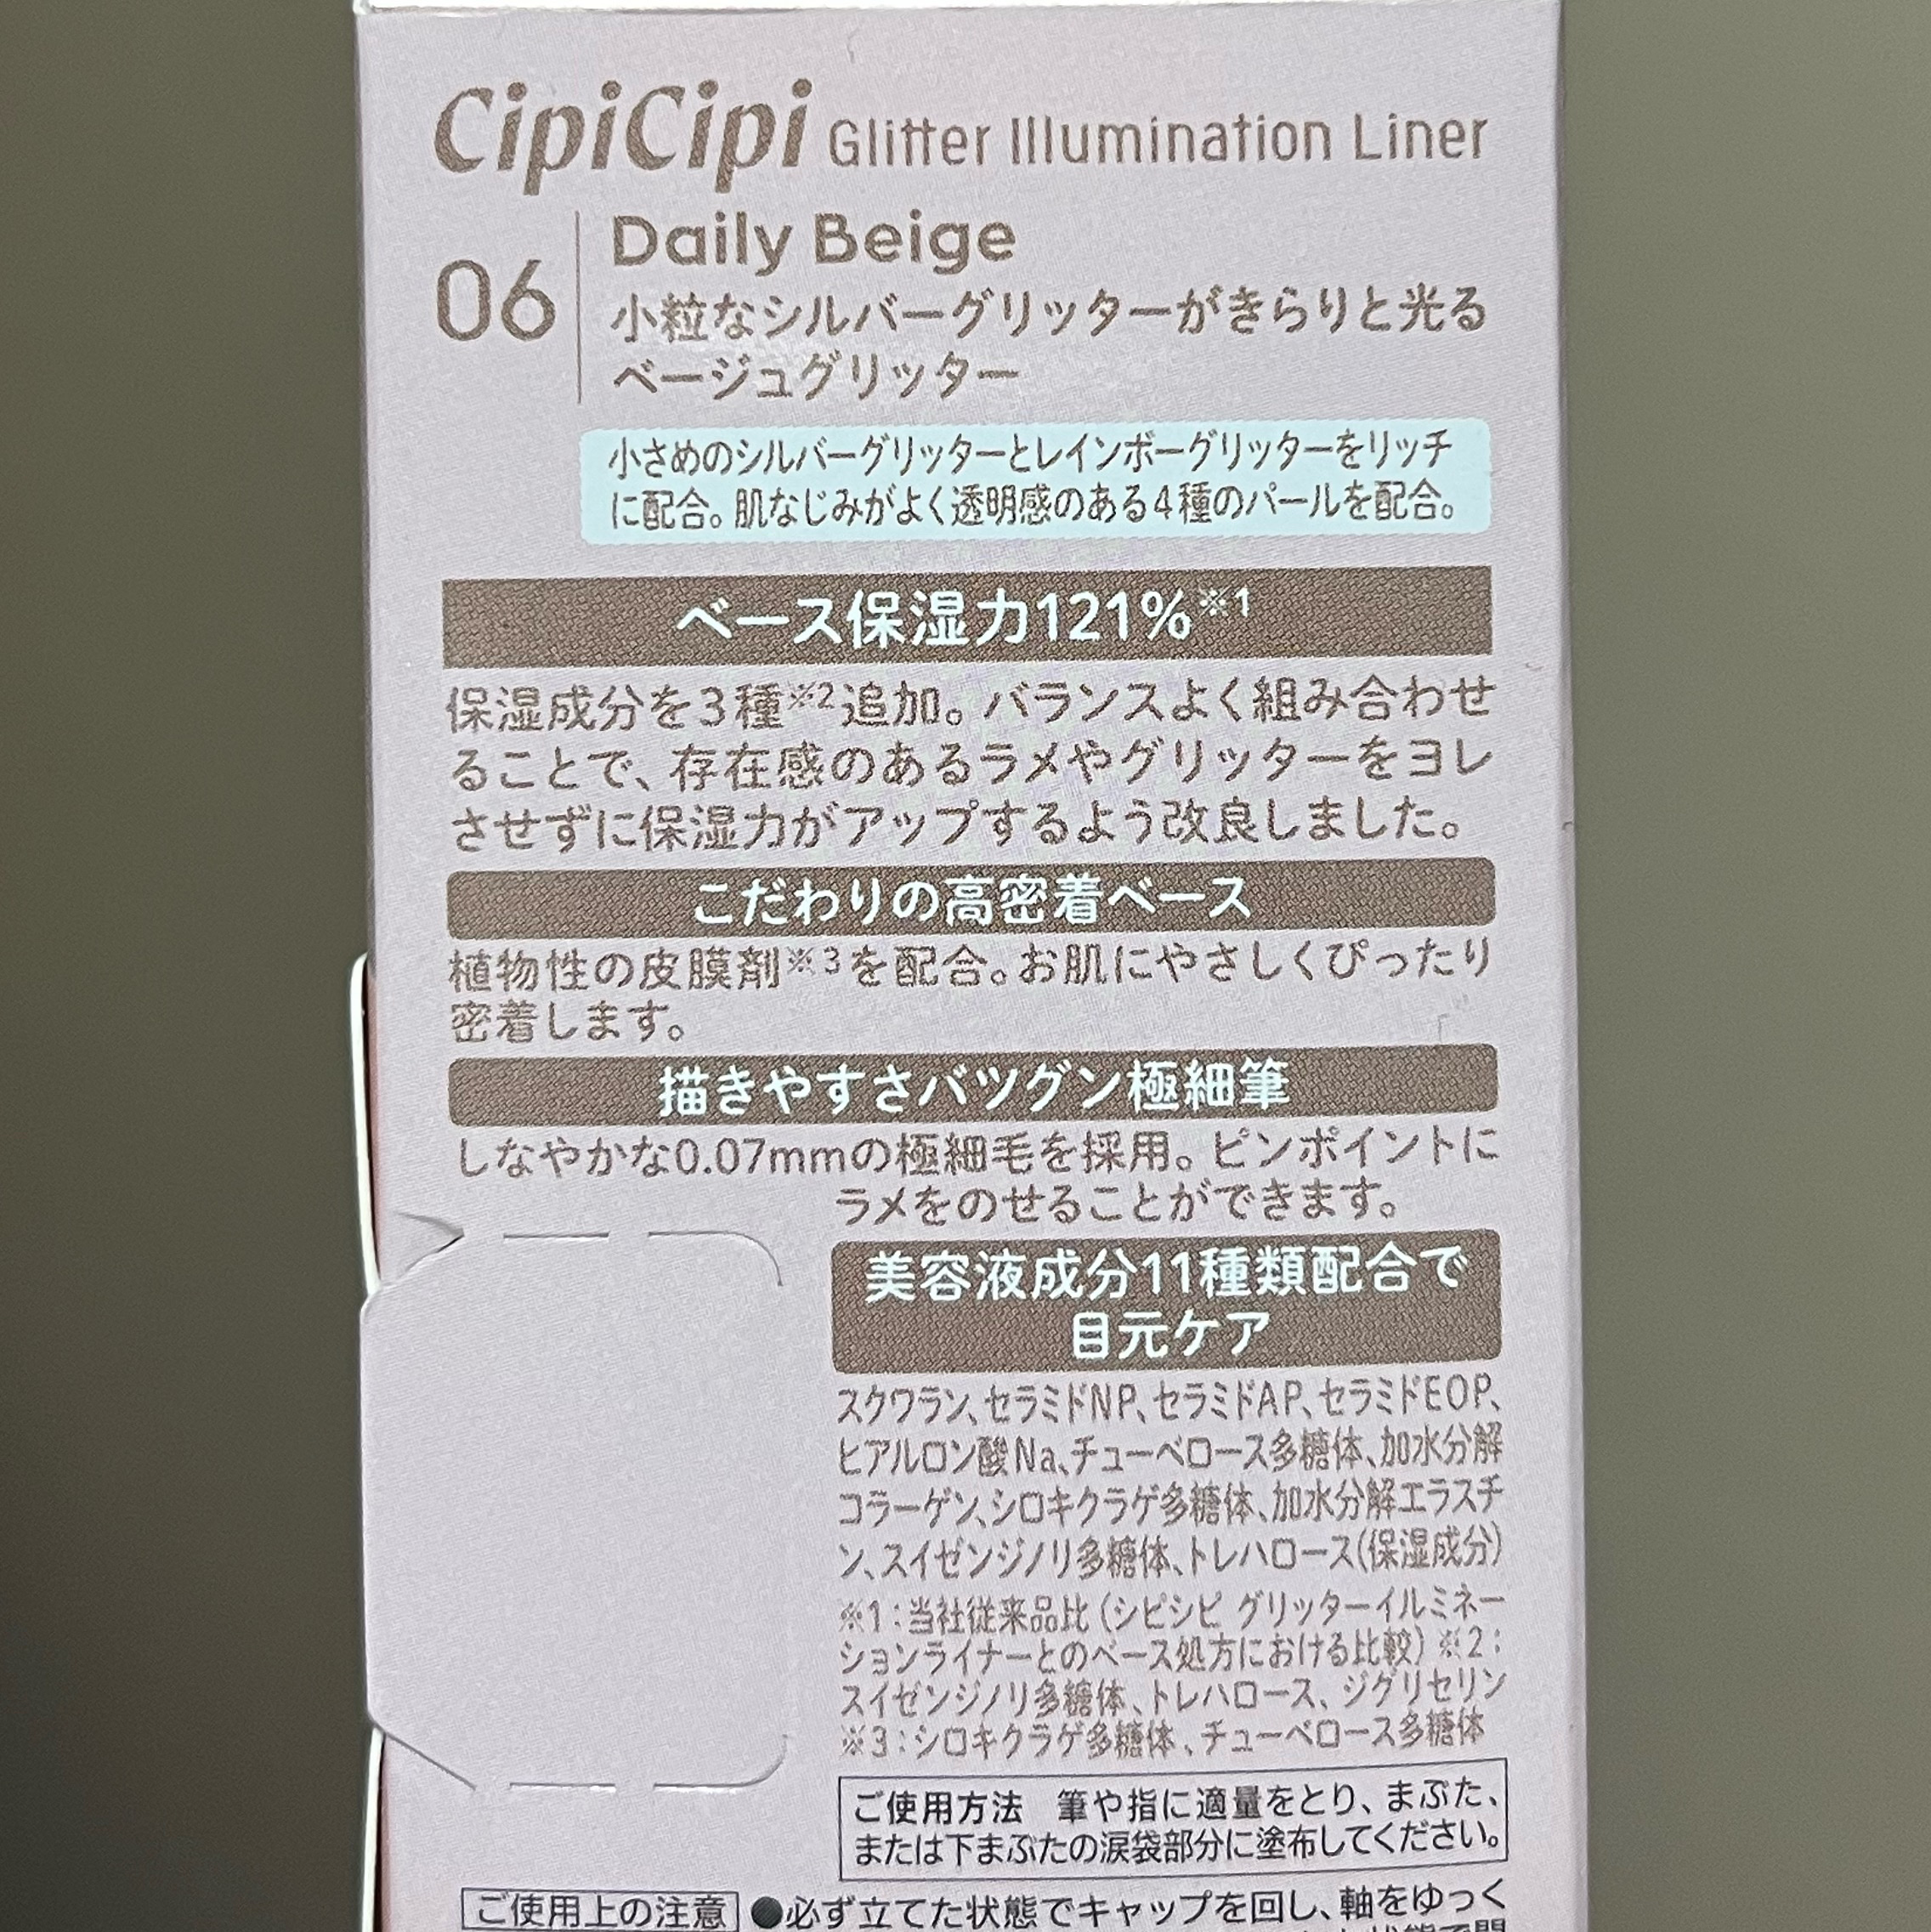 CipiCipi Glitter Illumination Liner
06
Daily Beige
小粒なシルバーグリッターがきらりと光る
ベージュグリッター
小さめのシルバーグリッターとレインボーグリッターをリッチ
に配合。肌なじみがよく透明感のある4種のパールを配合。
ベース保湿力121%※1
保湿成分を3種※2追加。バランスよく組み合わせ
ることで、存在感のあるラメやグリッターをヨレ
させずに保湿力がアップするよう改良しました。
こだわりの高密着ベース
植物性の皮膜剤※3を配合。お肌にやさしくぴったり
密着します。
描きやすさバツグン極細筆
しなやかな0.07mmの極細毛を採用。ピンポイントに
ラメをのせることができます。
美容液成分11種類配合で
目元ケア
スクワラン、セラミドNP、セラミドAP、セラミドEOP、
ヒアルロン酸Na、チューベロース多糖体、加水分解
コラーゲン、シロキクラゲ多糖体、加水分解エラスチ
ン、スイゼンジノリ多糖体、トレハロース(保湿成分)
※1:当社従来品比(シピシピ グリッターイルミネー
ションライナーとのベース処方における比較) ※2:
スイゼンジノリ多糖体、トレハロース、ジグリセリン
※3:シロキクラゲ多糖体、チューベロース多糖体
ご使用方法 筆や指に適量をとり、まぶた、
または下まぶたの涙袋部分に塗布してください。
ご使用上の注意 ●必ず立てた状態でキャップを回し、軸をゆっく